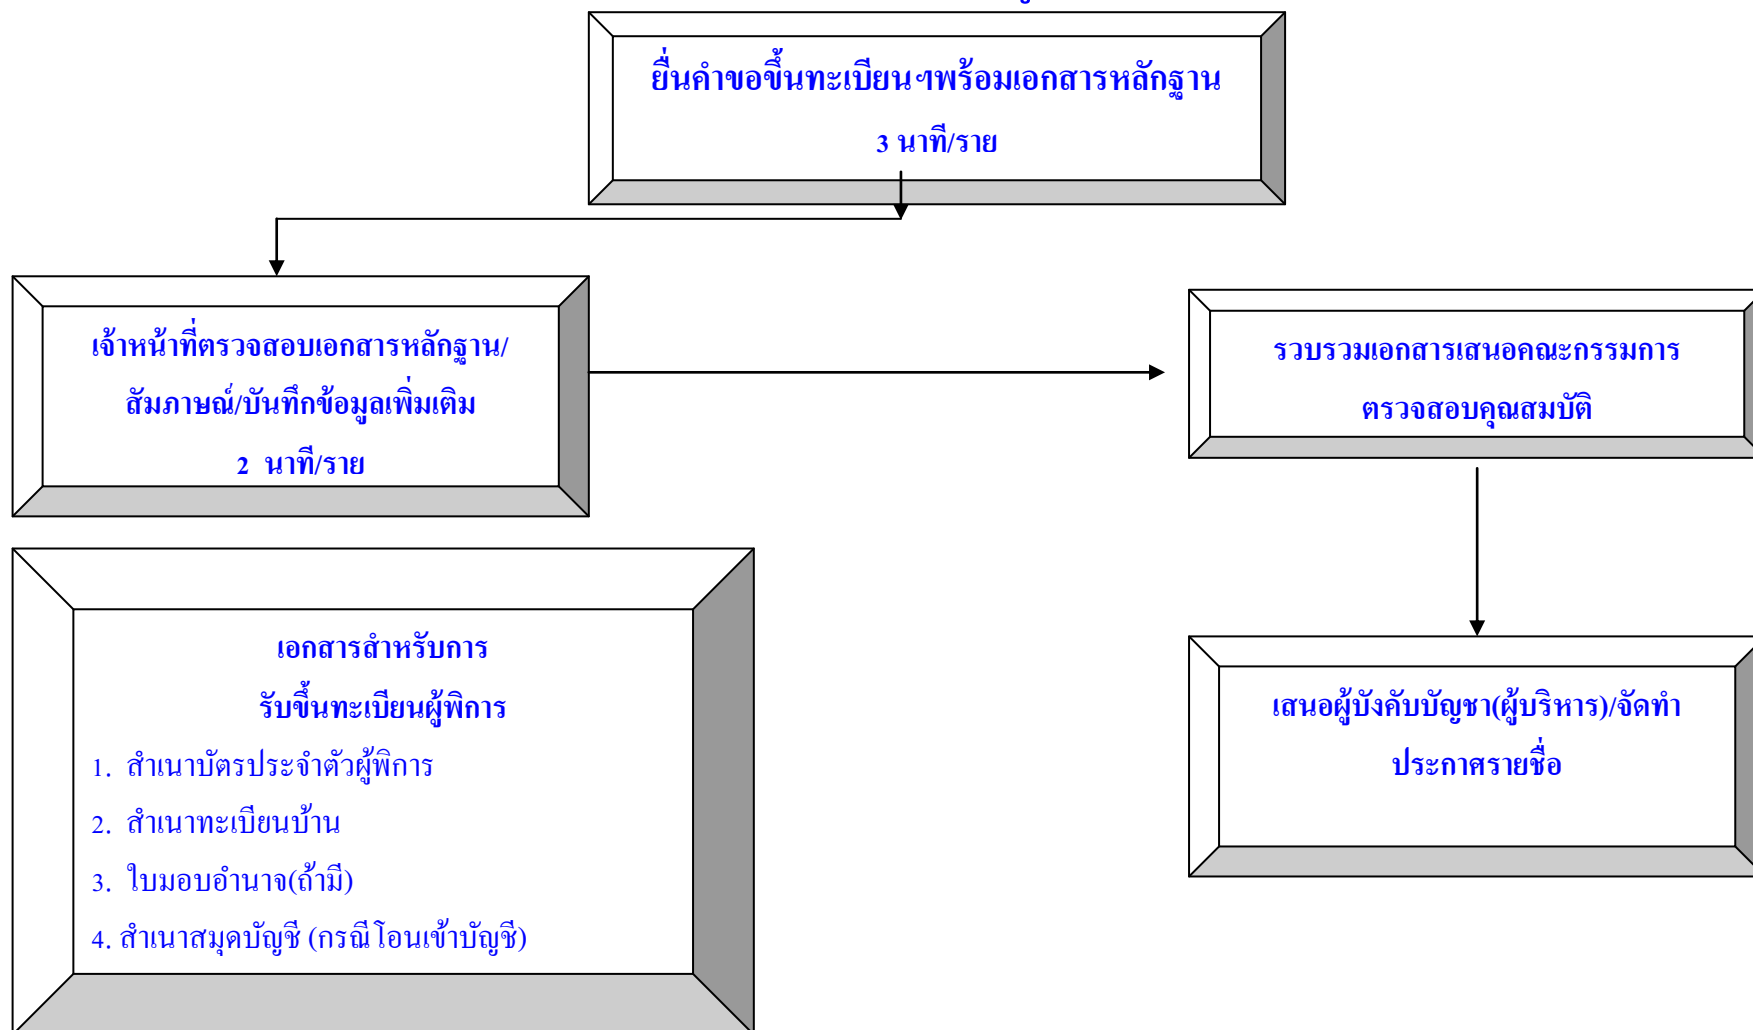 ยื่นคำขอขึ้นทะเบียนฯพร้อมเอกสารหลักฐาน
3 นาที/ราย
เจ้าหน้าที่ตรวจสอบเอกสารหลักฐาน/
สัมภาษณ์/บันทึกข้อมูลเพิ่มเติม
2 นาที/ราย
รวบรวมเอกสารเสนอคณะกรรมการ
ตรวจสอบคุณสมบัติ
เสนอผู้บังคับบัญชา(ผู้บริหาร)/จัดทำ
ประกาศรายชื่อ
เอกสารสำหรับการ
รับขึ้นทะเบียนผู้พิการ
1. สำเนาบัตรประจำตัวผู้พิการ
2. สำเนาทะเบียนบ้าน
3. ใบมอบอำนาจ(ถ้ามี)
4. สำเนาสมุดบัญชี (กรณีโอนเข้าบัญชี)